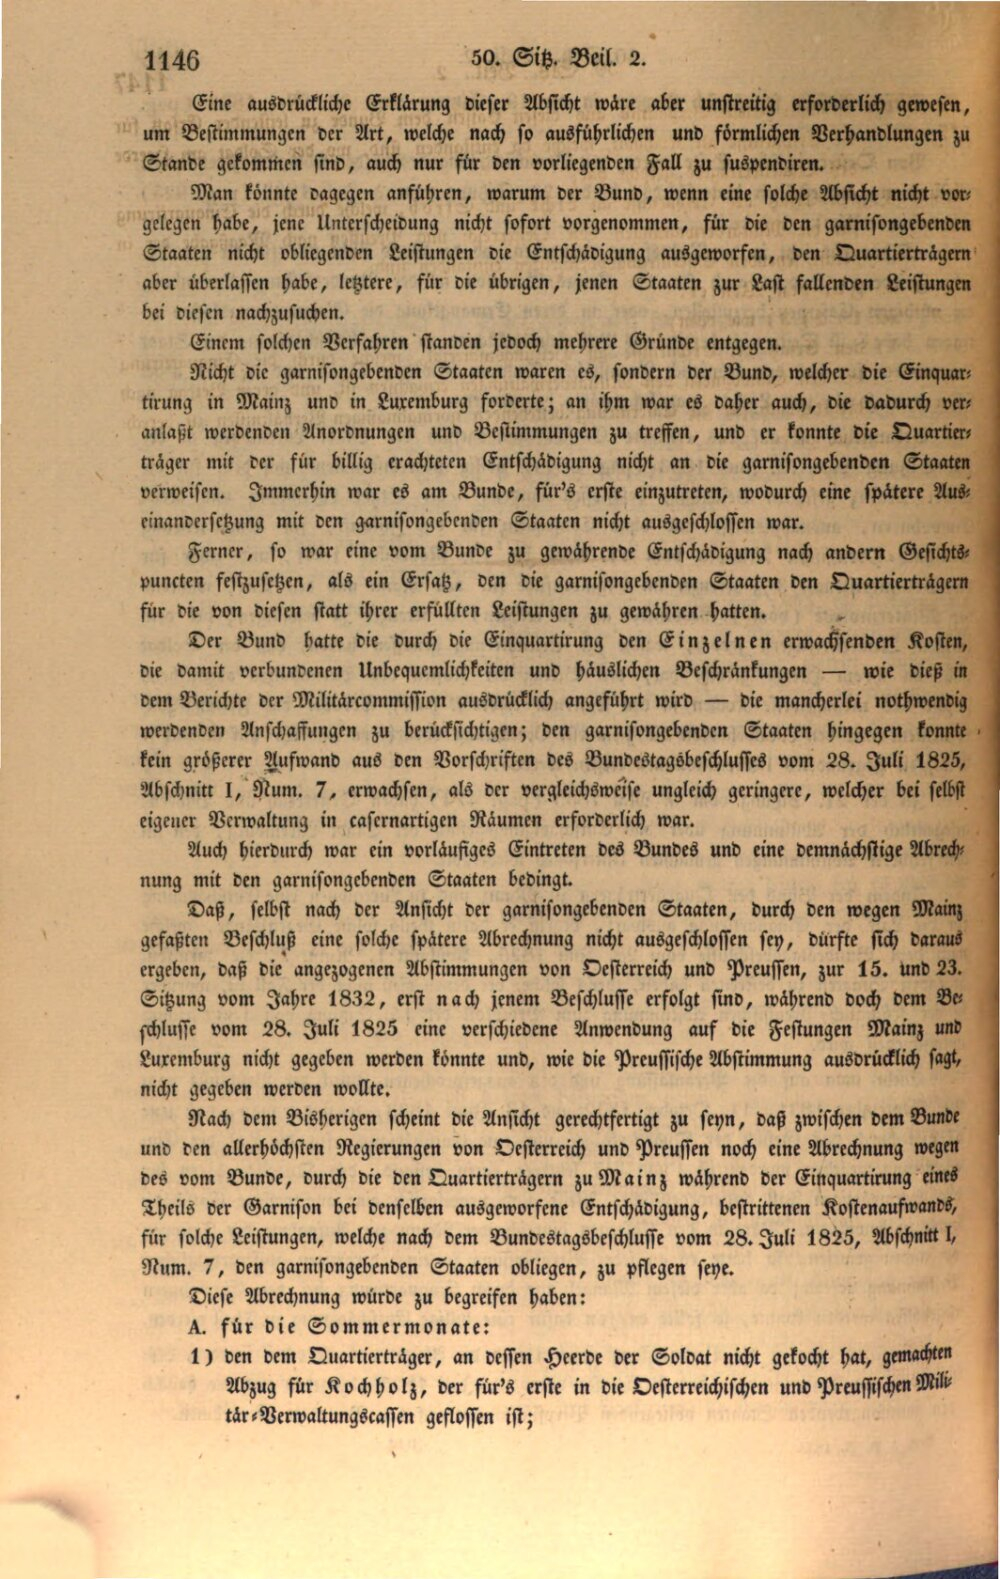 1146 50. Sitz. Beil. 2.
Eine ausdrückliche Erklärung dieser Absicht wäre aber unstreitig erforderlich gewesen,
um Bestimmungen der Art, welche nach so ausführlichen und förmlichen Verhandlungen zu
Stande gekommen sind, auch nur für den vorliegenden Fall zu suspendiren.
Man könnte dagegen anführen, warum der Bund, wenn eine solche Absicht nicht vor-
gelegen habe, jene Unterscheidung nicht sofort vorgenommen, für die den garnisongebenden
Staaten nicht obliegenden Leistungen die Entschädigung ausgeworfen, den Quartierträgern
aber überlassen habe, letztere, für die übrigen, jenen Staaten zur Last fallenden Leistungen
bei diesen nachzusuchen.
Einem solchen Verfahren standen jedoch mehrere Gründe entgegen.
Nicht die garnisongebenden Staaten waren es, sondern der Bund, welcher die Einquar-
tirung in Mainz und in Luxemburg forderte; an ihm war es daher auch, die dadurch ver-
anlaßt werdenden Anordnungen und Bestimmungen zu treffen, und er konnte die Quartier-
träger mit der für billig erachteten Entschädigung nicht an die garnisongebenden Staaten
verweisen. Immerhin war es am Bunde, für's erste einzutreten, wodurch eine spätere Aus-
einandersetzung mit den garnisongebenden Staaten nicht ausgeschlossen war.
Ferner, so war eine vom Bunde zu gewährende Entschädigung nach andern Gesichts-
puncten festzusetzen, als ein Ersatz, den die garnisongebenden Staaten den Quartierträgern
für die von diesen statt ihrer erfüllten Leistungen zu gewähren hatten.
Der Bund hatte die durch die Einquartirung den Einzelnen erwachsenden Kosten,
die damit verbundenen Unbequemlichkeiten und häuslichen Beschränkungen — wie dieß in
dem Berichte der Militärcommission ausdrücklich angeführt wird — die mancherlei nothwendig
werdenden Anschaffungen zu berücksichtigen; den garnisongebenden Staaten hingegen konnte
kein größerer Aufwand aus den Vorschriften des Bundestagsbeschlusses vom 28. Juli 1825,
Abschnitt I, Num. 7, erwachsen, als der vergleichsweise ungleich geringere, welcher bei selbst
eigener Verwaltung in casernartigen Räumen erforderlich war.
Auch hierdurch war ein vorläufiges Eintreten des Bundes und eine demnächstige Abrech-
nung mit den garnisongebenden Staaten bedingt.
Daß, selbst nach der Ansicht der garnisongebenden Staaten, durch den wegen Mainz
gefaßten Beschluß eine solche spätere Abrechnung nicht ausgeschlossen sey, dürfte sich daraus
ergeben, daß die angezogenen Abstimmungen von Oesterreich und Preussen, zur 15. und 23.
Sitzung vom Jahre 1832, erst nach jenem Beschlusse erfolgt sind, während doch dem Be-
schlusse vom 28. Juli 1825 eine verschiedene Anwendung auf die Festungen Mainz und
Luxemburg nicht gegeben werden könnte und, wie die Preussische Abstimmung ausdrücklich sagt,
nicht gegeben werden wollte.
Nach dem Bisherigen scheint die Ansicht gerechtfertigt zu seyn, daß zwischen dem Bunde
und den allerhöchsten Regierungen von Oesterreich und Preussen noch eine Abrechnung wegen
des vom Bunde, durch die den Quartierträgern zu Mainz während der Einquartirung eines
Theils der Garnison bei denselben ausgeworfene Entschädigung, bestrittenen Kostenaufwands,
für solche Leistungen, welche nach dem Bundestagsbeschlusse vom 28. Juli 1825, Abschnitt I,
Num. 7, den garnisongebenden Staaten obliegen, zu pflegen seye.
Diese Abrechnung würde zu begreifen haben:
A. für die Sommermonate:
1) den dem Quartierträger, an dessen Heerde der Soldat nicht gekocht hat, gemachten
Abzug für Kochholz, der für's erste in die Oesterreichischen und Preussischen Mili-
tär-Verwaltungscassen geflossen ist;